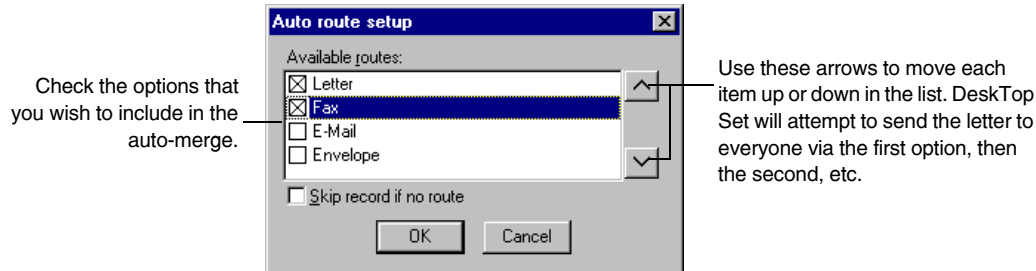 Auto route setup
Available routes:
Letter
Fax
E-Mail
Envelope
Skip record if no route
OK
Cancel
Check the options that
you wish to include in the
auto-merge.
Use these arrows to move each
item up or down in the list. DeskTop
Set will attempt to send the letter to
everyone via the first option, then
the second, etc.